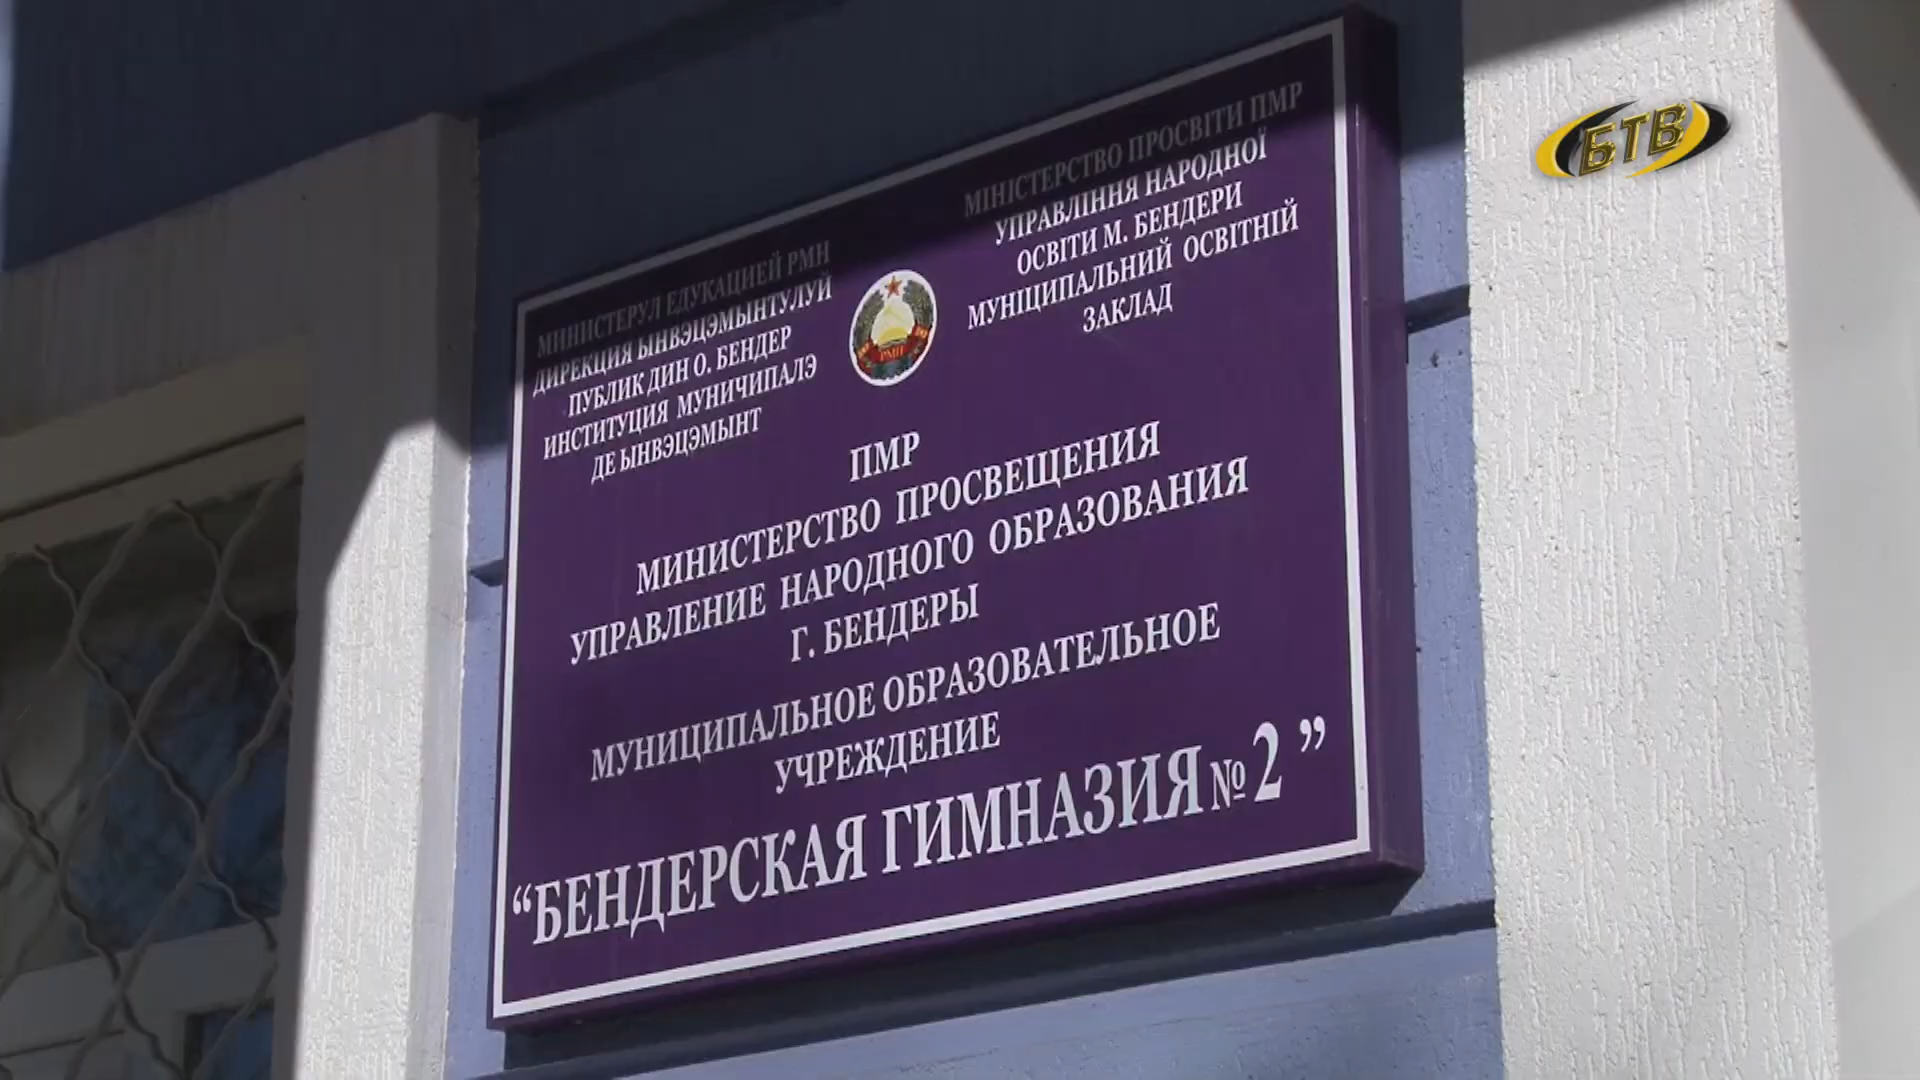 МИНИСТЕРУЛ ЕДУКАЦИЕЙ РМН
ДИРЕКЦИЯ ЫНВЭЦЭМЫНТУЛУЙ
ПУБЛИК ДИН О. БЕНДЕР
ИНСТИТУЦИЯ МУНИЧИПАЛЭ
ДЕ ЫНВЭЦЭМЫНТ
МІНІСТЕРСТВО ПРОСВІТИ ПМР
УПРАВЛІННЯ НАРОДНОЇ
ОСВІТИ М. БЕНДЕРИ
МУНІЦИПАЛЬНИЙ ОСВІТНІЙ
ЗАКЛАД
ПМР
МИНИСТЕРСТВО ПРОСВЕЩЕНИЯ
УПРАВЛЕНИЕ НАРОДНОГО ОБРАЗОВАНИЯ
Г. БЕНДЕРЫ
МУНИЦИПАЛЬНОЕ ОБРАЗОВАТЕЛЬНОЕ
УЧРЕЖДЕНИЕ
“БЕНДЕРСКАЯ ГИМНАЗИЯ № 2 ”
БТВ